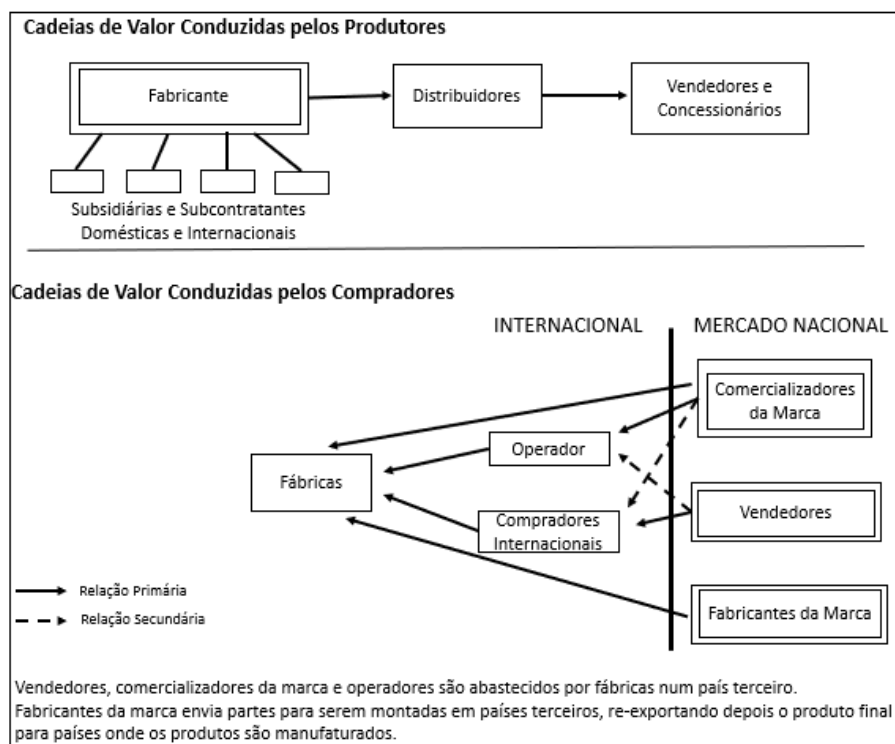 Cadeias de Valor Conduzidas pelos Produtores
Fabricante
Distribuidores
Vendedores e
Concessionários
Subsidiárias e Subcontratantes
Domésticas e Internacionais
Cadeias de Valor Conduzidas pelos Compradores
INTERNACIONAL
MERCADO NACIONAL
Comercializadores
da Marca
Operador
Fábricas
Compradores
Internacionais
Vendedores
Fabricantes da Marca
Relação Primária
Relação Secundária
Vendedores, comercializadores da marca e operadores são abastecidos por fábricas num país terceiro.
Fabricantes da marca envia partes para serem montadas em países terceiros, re-exportando depois o produto final
para países onde os produtos são manufaturados.